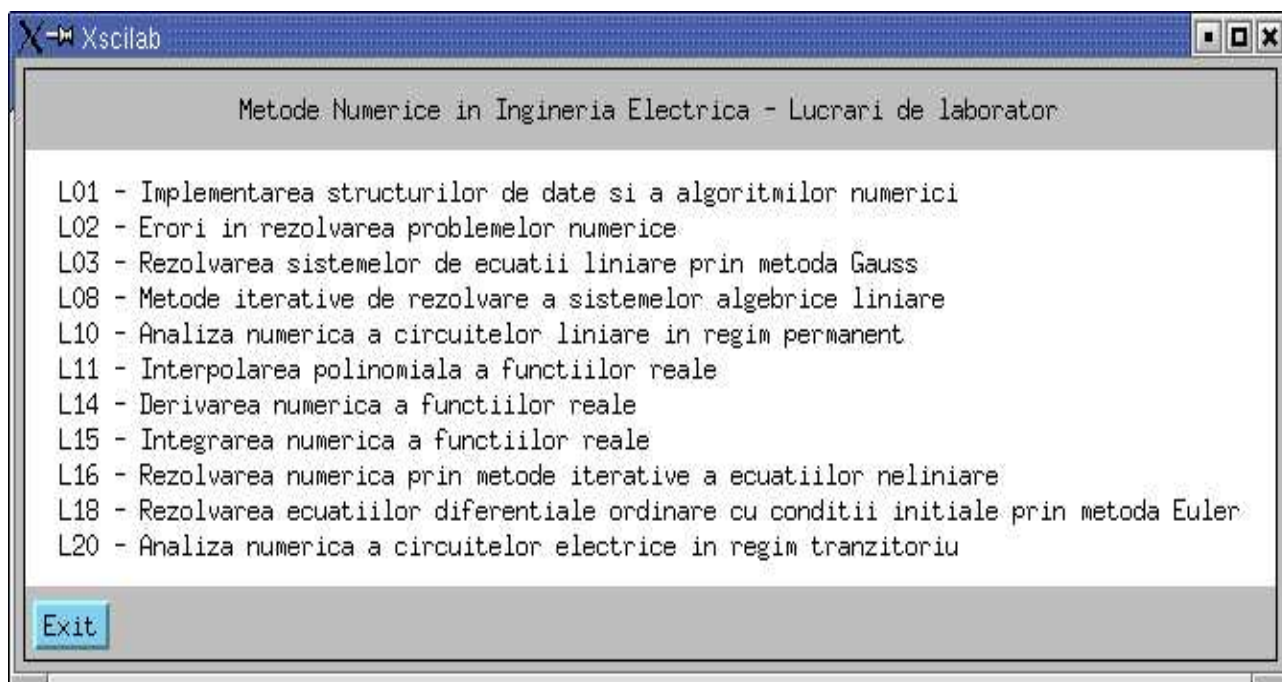 Xscilab
Metode Numerice in Ingineria Electrica - Lucrari de laborator
L01 - Implementarea structurilor de date si a algoritmilor numerici
L02 - Erori in rezolvarea problemelor numerice
L03 - Rezolvarea sistemelor de ecuatii liniare prin metoda Gauss
L08 - Metode iterative de rezolvare a sistemelor algebrice liniare
L10 - Analiza numerica a circuitelor liniare in regim permanent
L11 - Interpolarea polinomiala a functiilor reale
L14 - Derivarea numerica a functiilor reale
L15 - Integrarea numerica a functiilor reale
L16 - Rezolvarea numerica prin metode iterative a ecuatiilor neliniare
L18 - Rezolvarea ecuatiilor diferentiale ordinare cu conditii initiale prin metoda Euler
L20 - Analiza numerica a circuitelor electrice in regim tranzitoriu
Exit